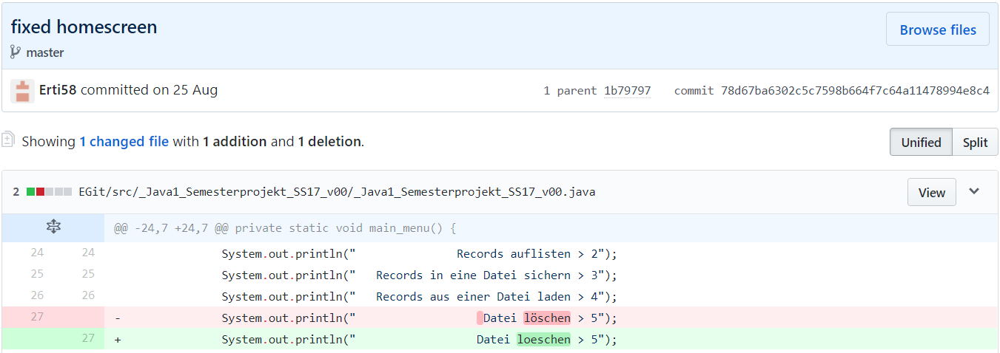 fixed homescreen
Browse files
master
Erti58 committed on 25 Aug
1 parent 1b79797 commit 78d67ba6302c5c7598b664f7c64a11478994e8c4
Showing 1 changed file with 1 addition and 1 deletion.
Unified Split
2 EGit/src/_Java1_Semesterprojekt_SS17_v00/_Java1_Semesterprojekt_SS17_v00.java View
@@ -24,7 +24,7 @@ private static void main_menu() {
24 24 System.out.println("               Records auflisten > 2");
25 25 System.out.println("   Records in eine Datei sichern > 3");
26 26 System.out.println("   Records aus einer Datei laden > 4");
27 - System.out.println("                   Datei löschen > 5");
27 + System.out.println("                  Datei loeschen > 5");